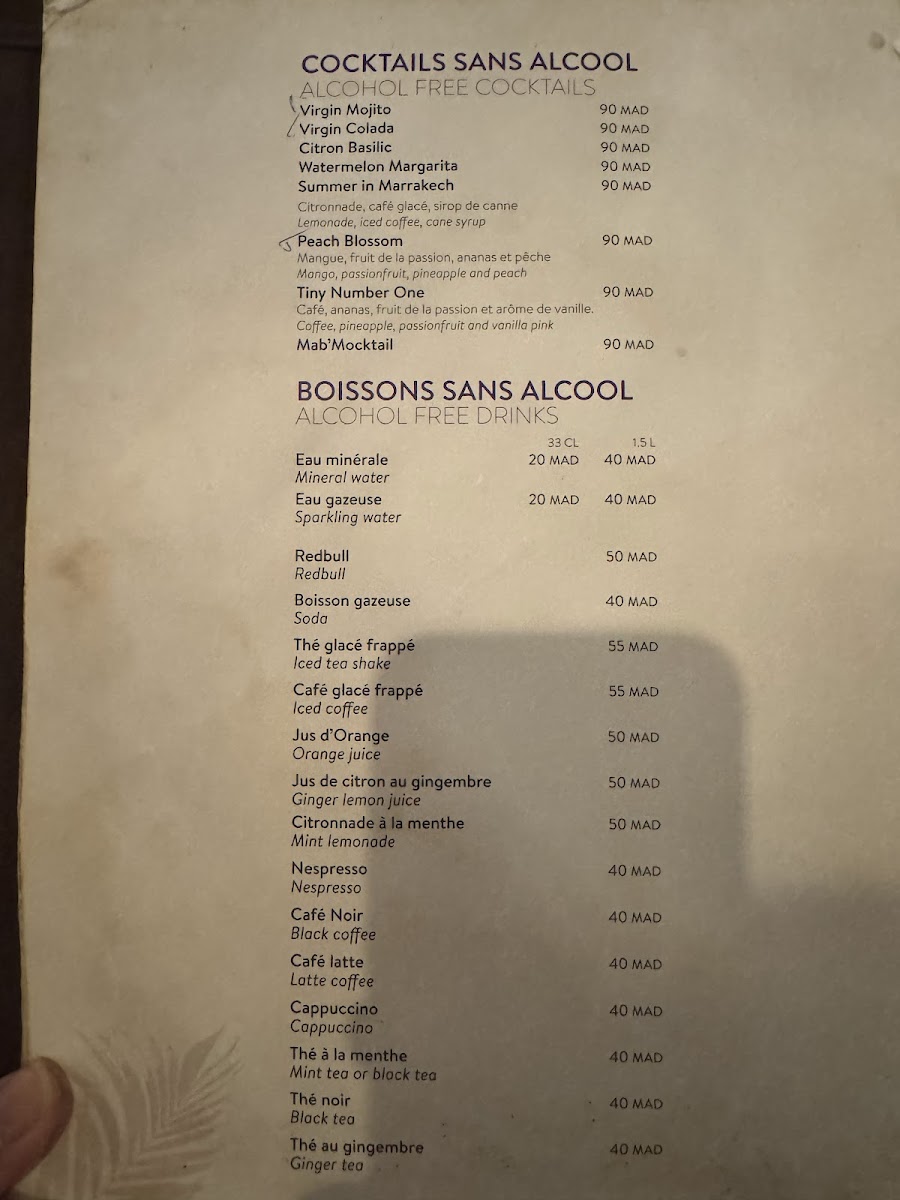 COCKTAILS SANS ALCOOL
ALCOHOL FREE COCKTAILS
Virgin Mojito 90 MAD
Virgin Colada 90 MAD
Citron Basilic 90 MAD
Watermelon Margarita 90 MAD
Summer in Marrakech 90 MAD
Citronnade, café glacé, sirop de canne
Lemonade, iced coffee, cane syrup
Peach Blossom 90 MAD
Mangue, fruit de la passion, ananas et pêche
Mango, passionfruit, pineapple and peach
Tiny Number One 90 MAD
Café, ananas, fruit de la passion et arôme de vanille.
Coffee, pineapple, passionfruit and vanilla pink
Mab'Mocktail 90 MAD
BOISSONS SANS ALCOOL
ALCOHOL FREE DRINKS
33 CL 1.5 L
Eau minérale 20 MAD 40 MAD
Mineral water
Eau gazeuse 20 MAD 40 MAD
Sparkling water
Redbull 50 MAD
Redbull
Boisson gazeuse 40 MAD
Soda
Thé glacé frappé 55 MAD
Iced tea shake
Café glacé frappé 55 MAD
Iced coffee
Jus d'Orange 50 MAD
Orange juice
Jus de citron au gingembre 50 MAD
Ginger lemon juice
Citronnade à la menthe 50 MAD
Mint lemonade
Nespresso 40 MAD
Nespresso
Café Noir 40 MAD
Black coffee
Café latte 40 MAD
Latte coffee
Cappuccino 40 MAD
Cappuccino
Thé à la menthe 40 MAD
Mint tea or black tea
Thé noir 40 MAD
Black tea
Thé au gingembre 40 MAD
Ginger tea